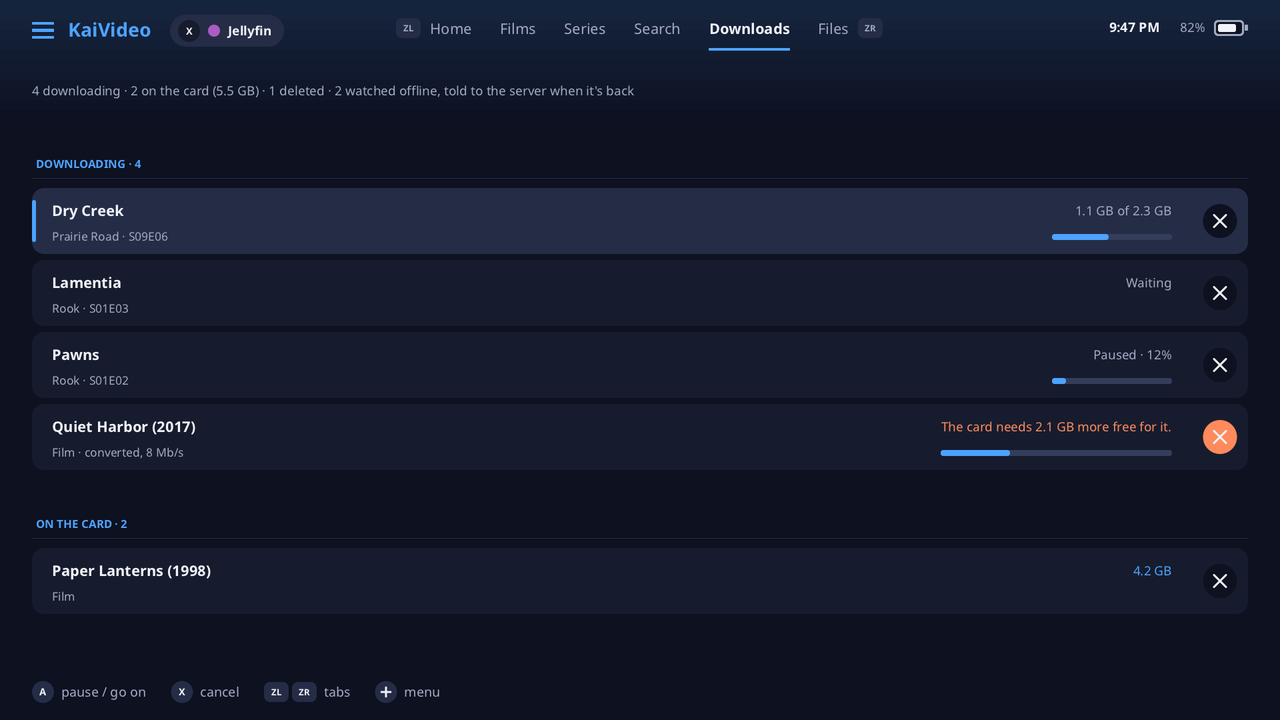 KaiVideo X Jellyfin ZL Home Films Series Search Downloads Files ZR 9:47 PM 82%
4 downloading · 2 on the card (5.5 GB) · 1 deleted · 2 watched offline, told to the server when it's back
DOWNLOADING · 4
Dry Creek 1.1 GB of 2.3 GB
Prairie Road · S09E06
Lamentia Waiting
Rook · S01E03
Pawns Paused · 12%
Rook · S01E02
Quiet Harbor (2017) The card needs 2.1 GB more free for it.
Film · converted, 8 Mb/s
ON THE CARD · 2
Paper Lanterns (1998) 4.2 GB
Film
A pause / go on X cancel ZL ZR tabs + menu